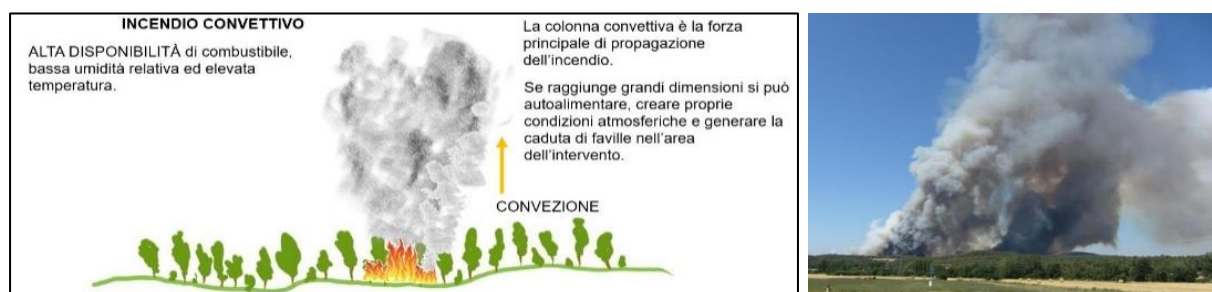 INCENDIO CONVETTIVO
ALTA DISPONIBILITÀ di combustibile,
bassa umidità relativa ed elevata
temperatura.
La colonna convettiva è la forza
principale di propagazione
dell'incendio.
Se raggiunge grandi dimensioni si può
autoalimentare, creare proprie
condizioni atmosferiche e generare la
caduta di faville nell'area
dell'intervento.
CONVEZIONE